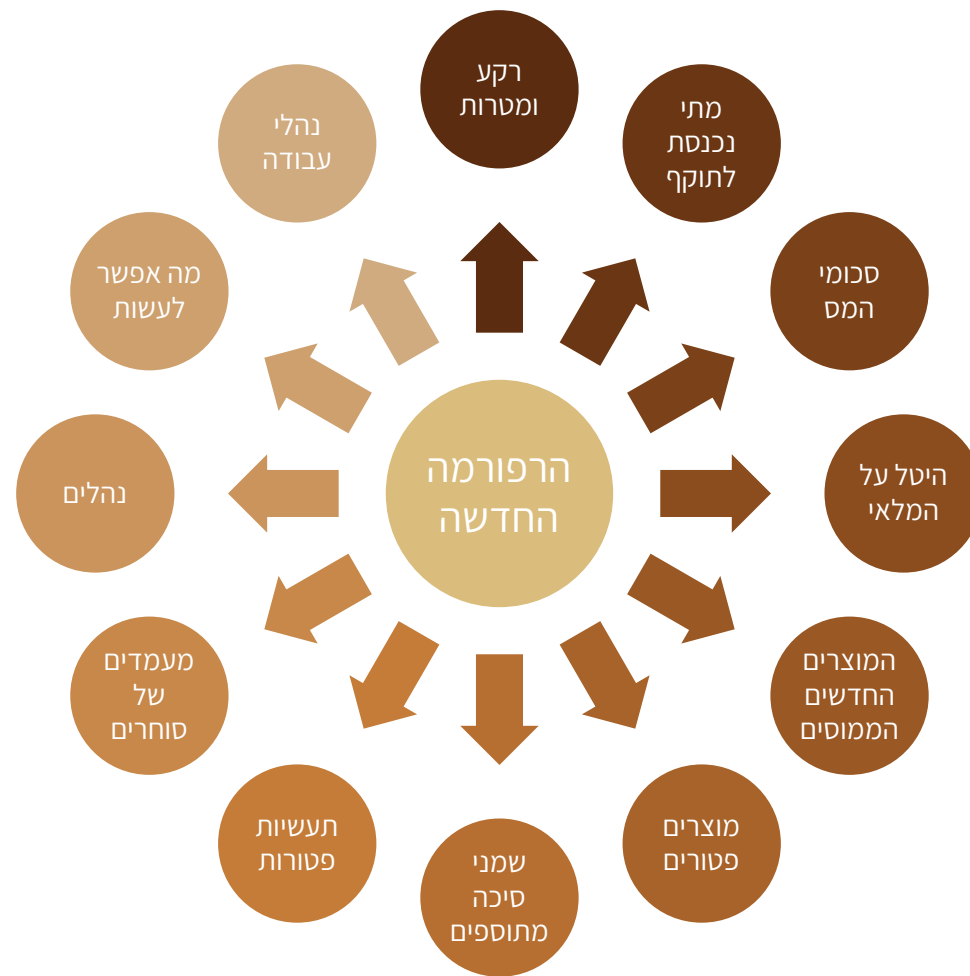 הרפורמה
החדשה
רקע
ומטרות
מתי
נכנסת
לתוקף
סכומי
המס
היטל על
המלאי
המוצרים
החדשים
הממוסים
מוצרים
פטורים
שמני
סיכה
מתוספים
תעשיות
פטורות
מעמדים
של
סוחרים
נהלים
מה אפשר
לעשות
נהלי
עבודה